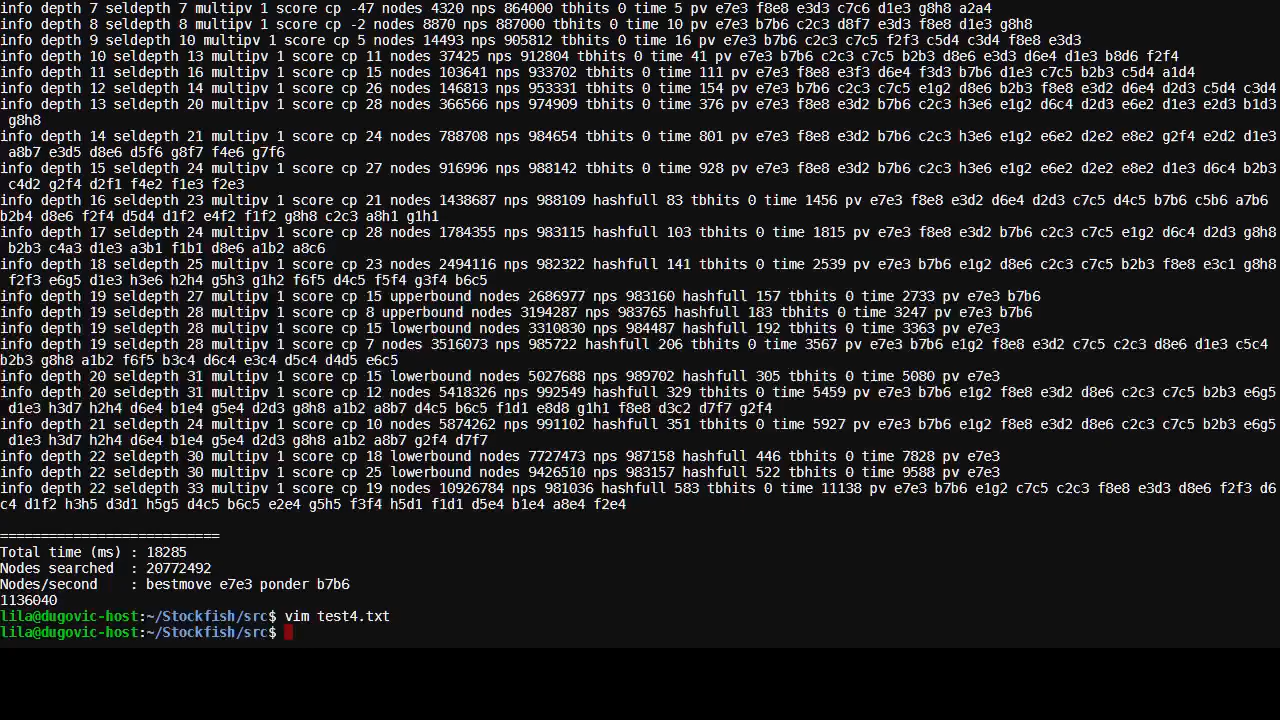 info depth 7 seldepth 7 multipv 1 score cp -47 nodes 4320 nps 864000 tbhits 0 time 5 pv e7e3 f8e8 e3d3 c7c6 d1e3 g8h8 a2a4
info depth 8 seldepth 8 multipv 1 score cp -2 nodes 8870 nps 887000 tbhits 0 time 10 pv e7e3 b7b6 c2c3 d8f7 e3d3 f8e8 d1e3 g8h8
info depth 9 seldepth 10 multipv 1 score cp 5 nodes 14493 nps 905812 tbhits 0 time 16 pv e7e3 b7b6 c2c3 c7c5 f2f3 c5d4 c3d4 f8e8 e3d3
info depth 10 seldepth 13 multipv 1 score cp 11 nodes 37425 nps 912804 tbhits 0 time 41 pv e7e3 b7b6 c2c3 c7c5 b2b3 d8e6 e3d3 e6d4 d1e3 b8d6 f2f4
info depth 11 seldepth 16 multipv 1 score cp 15 nodes 103641 nps 933702 tbhits 0 time 111 pv e7e3 f8e8 e3f3 d6e4 f3d3 b7b6 d1e3 c7c5 b2b3 c5d4 a1d4
info depth 12 seldepth 14 multipv 1 score cp 26 nodes 146813 nps 953331 tbhits 0 time 154 pv e7e3 b7b6 c2c3 c7c5 e1g2 d8e6 b2b3 f8e8 e3d2 d6e4 d2d3 c5d4 c3d4
info depth 13 seldepth 20 multipv 1 score cp 28 nodes 366566 nps 974909 tbhits 0 time 376 pv e7e3 f8e8 e3d2 b7b6 c2c3 h3e6 e1g2 d6c4 d2d3 e6e2 d1e3 e2d3 b1d3
g8h8
info depth 14 seldepth 21 multipv 1 score cp 24 nodes 788708 nps 984654 tbhits 0 time 801 pv e7e3 f8e8 e3d2 b7b6 c2c3 h3e6 e1g2 e6e2 d2e2 e8e2 g2f4 e2d2 d1e3
a8b7 e3d5 d8e6 d5f6 g8f7 f4e6 g7f6
info depth 15 seldepth 24 multipv 1 score cp 27 nodes 916996 nps 988142 tbhits 0 time 928 pv e7e3 f8e8 e3d2 b7b6 c2c3 h3e6 e1g2 e6e2 d2e2 e8e2 d1e3 d6c4 b2b3
c4d2 g2f4 d2f1 f4e2 f1e3 f2e3
info depth 16 seldepth 23 multipv 1 score cp 21 nodes 1438687 nps 988109 hashfull 83 tbhits 0 time 1456 pv e7e3 f8e8 e3d2 d6e4 d2d3 c7c5 d4c5 b7b6 c5b6 a7b6
b2b4 d8e6 f2f4 d5d4 d1f2 e4f2 f1f2 g8h8 c2c3 a8h1 g1h1
info depth 17 seldepth 24 multipv 1 score cp 28 nodes 1784355 nps 983115 hashfull 103 tbhits 0 time 1815 pv e7e3 f8e8 e3d2 b7b6 c2c3 c7c5 e1g2 d6c4 d2d3 g8h8
b2b3 c4a3 d1e3 a3b1 f1b1 d8e6 a1b2 a8c6
info depth 18 seldepth 25 multipv 1 score cp 23 nodes 2494116 nps 982322 hashfull 141 tbhits 0 time 2539 pv e7e3 b7b6 e1g2 d8e6 c2c3 c7c5 b2b3 f8e8 e3c1 g8h8
f2f3 e6g5 d1e3 h3e6 h2h4 g5h3 g1h2 f6f5 d4c5 f5f4 g3f4 b6c5
info depth 19 seldepth 27 multipv 1 score cp 15 upperbound nodes 2686977 nps 983160 hashfull 157 tbhits 0 time 2733 pv e7e3 b7b6
info depth 19 seldepth 28 multipv 1 score cp 8 upperbound nodes 3194287 nps 983765 hashfull 183 tbhits 0 time 3247 pv e7e3 b7b6
info depth 19 seldepth 28 multipv 1 score cp 15 lowerbound nodes 3310830 nps 984487 hashfull 192 tbhits 0 time 3363 pv e7e3
info depth 19 seldepth 28 multipv 1 score cp 7 nodes 3516073 nps 985722 hashfull 206 tbhits 0 time 3567 pv e7e3 b7b6 e1g2 f8e8 e3d2 c7c5 c2c3 d8e6 d1e3 c5c4
b2b3 g8h8 a1b2 f6f5 b3c4 d6c4 e3c4 d5c4 d4d5 e6c5
info depth 20 seldepth 31 multipv 1 score cp 15 lowerbound nodes 5027688 nps 989702 hashfull 305 tbhits 0 time 5080 pv e7e3
info depth 20 seldepth 31 multipv 1 score cp 12 nodes 5418326 nps 992549 hashfull 329 tbhits 0 time 5459 pv e7e3 b7b6 e1g2 f8e8 e3d2 d8e6 c2c3 c7c5 b2b3 e6g5
d1e3 h3d7 h2h4 d6e4 b1e4 g5e4 d2d3 g8h8 a1b2 a8b7 d4c5 b6c5 f1d1 e8d8 g1h1 f8e8 d3c2 d7f7 g2f4
info depth 21 seldepth 24 multipv 1 score cp 10 nodes 5874262 nps 991102 hashfull 351 tbhits 0 time 5927 pv e7e3 b7b6 e1g2 f8e8 e3d2 d8e6 c2c3 c7c5 b2b3 e6g5
d1e3 h3d7 h2h4 d6e4 b1e4 g5e4 d2d3 g8h8 a1b2 a8b7 g2f4 d7f7
info depth 22 seldepth 30 multipv 1 score cp 18 lowerbound nodes 7727473 nps 987158 hashfull 446 tbhits 0 time 7828 pv e7e3
info depth 22 seldepth 30 multipv 1 score cp 25 lowerbound nodes 9426510 nps 983157 hashfull 522 tbhits 0 time 9588 pv e7e3
info depth 22 seldepth 33 multipv 1 score cp 19 nodes 10926784 nps 981036 hashfull 583 tbhits 0 time 11138 pv e7e3 b7b6 e1g2 c7c5 c2c3 f8e8 e3d3 d8e6 f2f3 d6
c4 d1f2 h3h5 d3d1 h5g5 d4c5 b6c5 e2e4 g5h5 f3f4 h5d1 f1d1 d5e4 b1e4 a8e4 f2e4
===========================
Total time (ms) : 18285
Nodes searched  : 20772492
Nodes/second    : bestmove e7e3 ponder b7b6
1136040
lila@dugovic-host:~/Stockfish/src$ vim test4.txt
lila@dugovic-host:~/Stockfish/src$